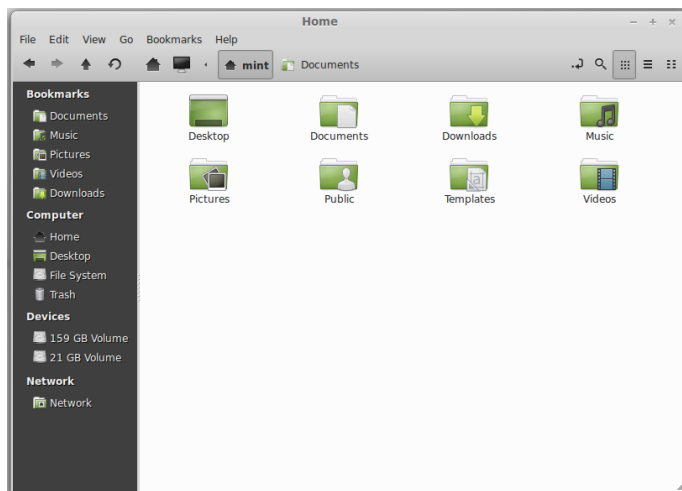 Home
File Edit View Go Bookmarks Help
mint Documents
Bookmarks
Documents
Music
Pictures
Videos
Downloads
Computer
Home
Desktop
File System
Trash
Devices
159 GB Volume
21 GB Volume
Network
Network
Desktop Documents Downloads Music
Pictures Public Templates Videos